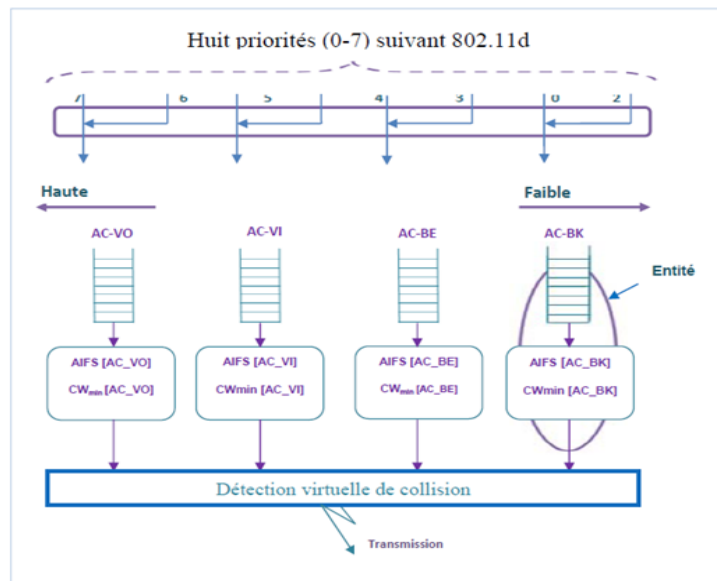 Huit priorités (0-7) suivant 802.11d
7 6 5 4 3 0 2
Haute Faible
AC-VO AC-VI AC-BE AC-BK
Entité
AIFS [AC_VO] AIFS [AC_VI] AIFS [AC_BE] AIFS [AC_BK]
CWmin [AC_VO] CWmin [AC_VI] CWmin [AC_BE] CWmin [AC_BK]
Détection virtuelle de collision
Transmission